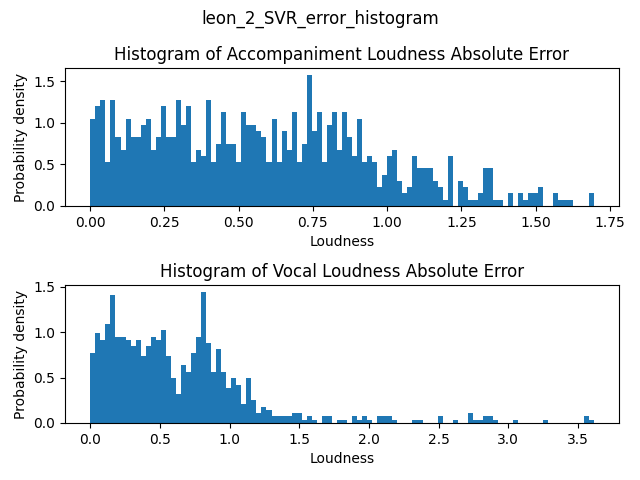 leon_2_SVR_error_histogram
Histogram of Accompaniment Loudness Absolute Error
Probability density
1.5
1.0
0.5
0.0
0.00 0.25 0.50 0.75 1.00 1.25 1.50 1.75
Loudness
Histogram of Vocal Loudness Absolute Error
Probability density
1.5
1.0
0.5
0.0
0.0 0.5 1.0 1.5 2.0 2.5 3.0 3.5
Loudness